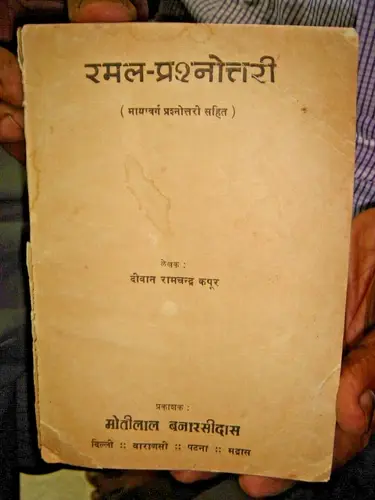 रमल-प्रश्नोत्तरी
( मायावर्ग प्रश्नोत्तरी सहित )
लेखक :
दीवान रामचन्द्र कपूर
प्रकाशक :
मोतीलाल बनारसीदास
दिल्ली :: वाराणसी :: पटना :: मद्रास